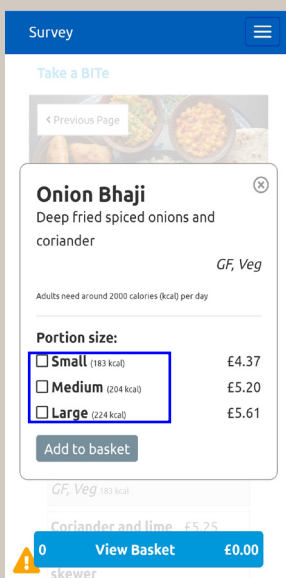 Survey
Take a BITe
< Previous Page
Onion Bhaji
Deep fried spiced onions and
coriander
GF, Veg
Adults need around 2000 calories (kcal) per day
Portion size:
Small (183 kcal) £4.37
Medium (204 kcal) £5.20
Large (224 kcal) £5.61
Add to basket
GF, Veg 183 kcal
Coriander and lime £5.25
0 View Basket £0.00
skewer